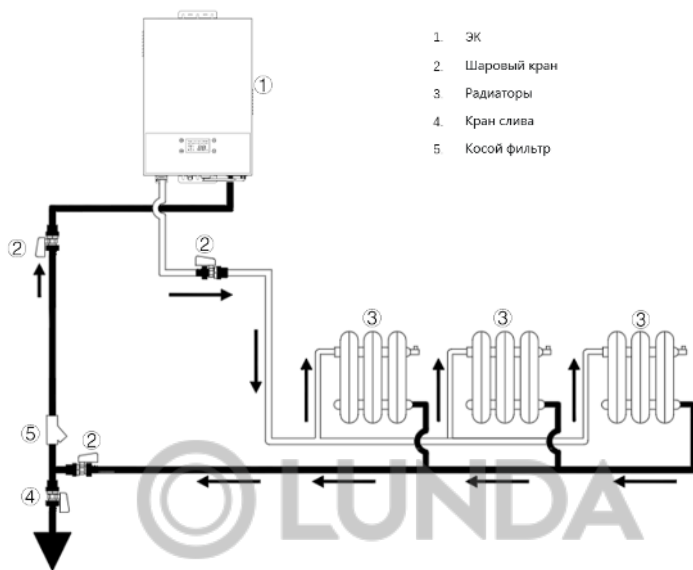 1. ЭК
2. Шаровый кран
3. Радиаторы
4. Кран слива
5. Косой фильтр
1
2
2
3
3
3
5
2
4
LUNDA